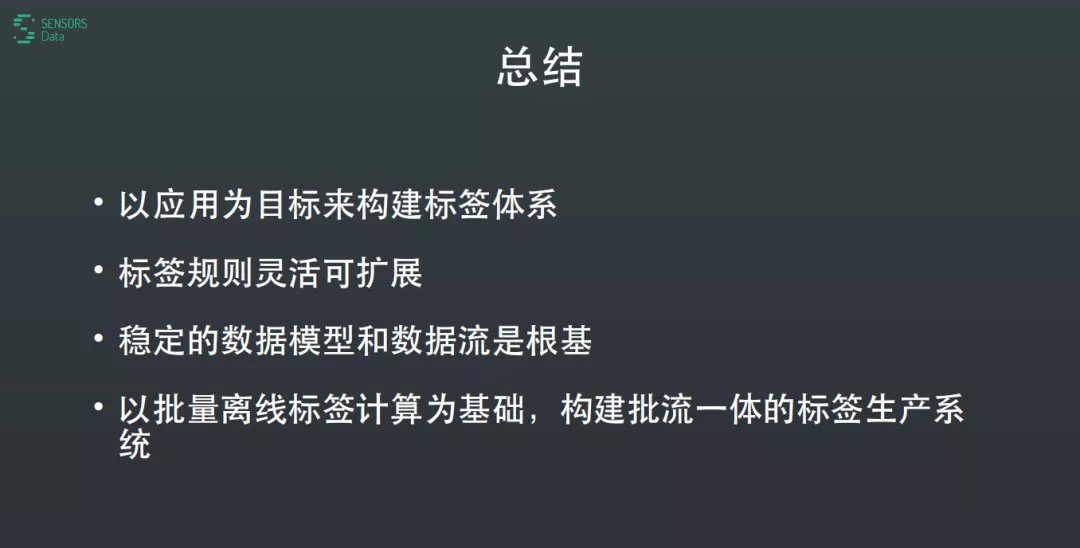 SENSORS
Data
总结
• 以应用为目标来构建标签体系
• 标签规则灵活可扩展
• 稳定的数据模型和数据流是根基
• 以批量离线标签计算为基础，构建批流一体的标签生产系
统